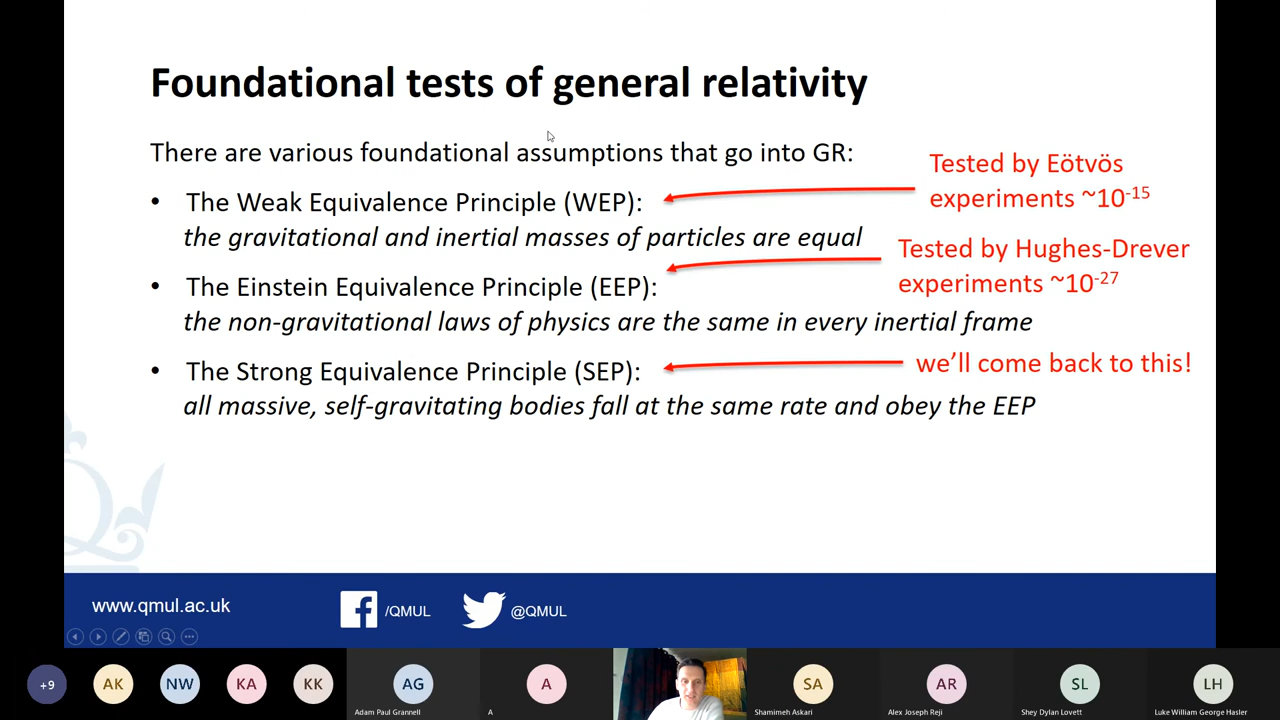 Foundational tests of general relativity
There are various foundational assumptions that go into GR:
Tested by Eötvös
experiments ~10⁻¹⁵
• The Weak Equivalence Principle (WEP):
the gravitational and inertial masses of particles are equal
Tested by Hughes-Drever
experiments ~10⁻²⁷
• The Einstein Equivalence Principle (EEP):
the non-gravitational laws of physics are the same in every inertial frame
• The Strong Equivalence Principle (SEP):
we’ll come back to this!
all massive, self-gravitating bodies fall at the same rate and obey the EEP
www.qmul.ac.uk
/QMUL
@QMUL
+9
AK
NW
KA
KK
AG
Adam Paul Grannell
A
A
SA
Shamimeh Askari
AR
Alex Joseph Reji
SL
Shey Dylan Lovett
LH
Luke William George Hasler